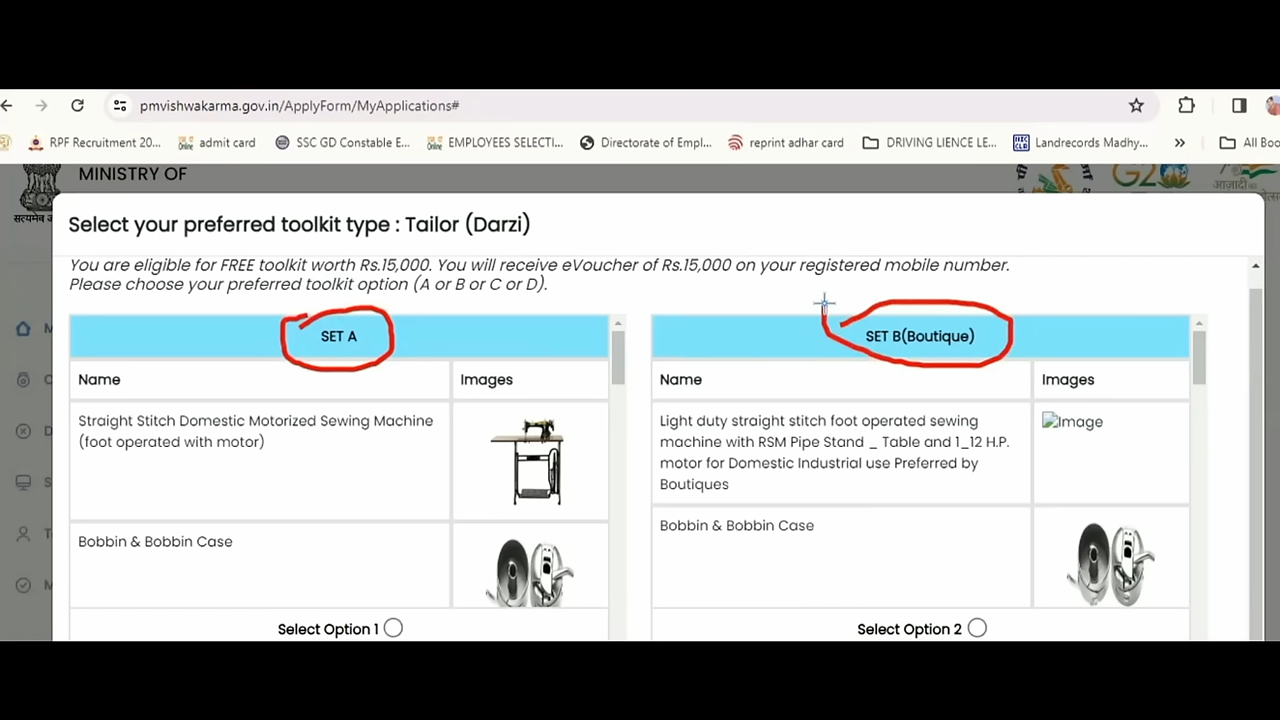 pmvishwakarma.gov.in/ApplyForm/MyApplications#
RPF Recruitment 20... admit card SSC GD Constable E... EMPLOYEES SELECTI... Directorate of Empl... reprint adhar card DRIVING LIENCE LE... Landrecords Madhy... » All Boo
MINISTRY OF
G20
Select your preferred toolkit type : Tailor (Darzi)
You are eligible for FREE toolkit worth Rs.15,000. You will receive eVoucher of Rs.15,000 on your registered mobile number.
Please choose your preferred toolkit option (A or B or C or D).
SET A
Name Images
Straight Stitch Domestic Motorized Sewing Machine
(foot operated with motor)
Bobbin & Bobbin Case
Select Option 1
SET B(Boutique)
Name Images
Light duty straight stitch foot operated sewing
machine with RSM Pipe Stand _ Table and 1_12 H.P.
motor for Domestic Industrial use Preferred by
Boutiques
Image
Bobbin & Bobbin Case
Select Option 2